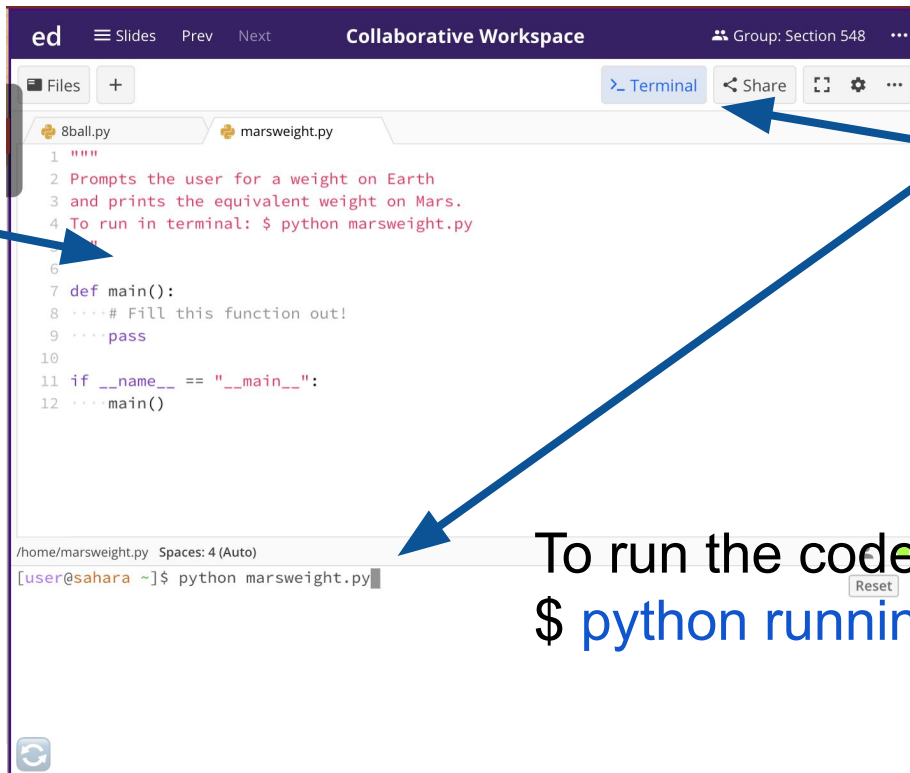 ed Slides Prev Next Collaborative Workspace Group: Section 548 ...
Files + >_ Terminal Share ...
8ball.py marsweight.py
1 """
2 Prompts the user for a weight on Earth
3 and prints the equivalent weight on Mars.
4 To run in terminal: $ python marsweight.py
"
6
7 def main():
8 ····# Fill this function out!
9 ····pass
10
11 if __name__ == "__main__":
12 ····main()
/home/marsweight.py Spaces: 4 (Auto)
[user@sahara ~]$ python marsweight.py
To run the code
Reset
$ python runnin